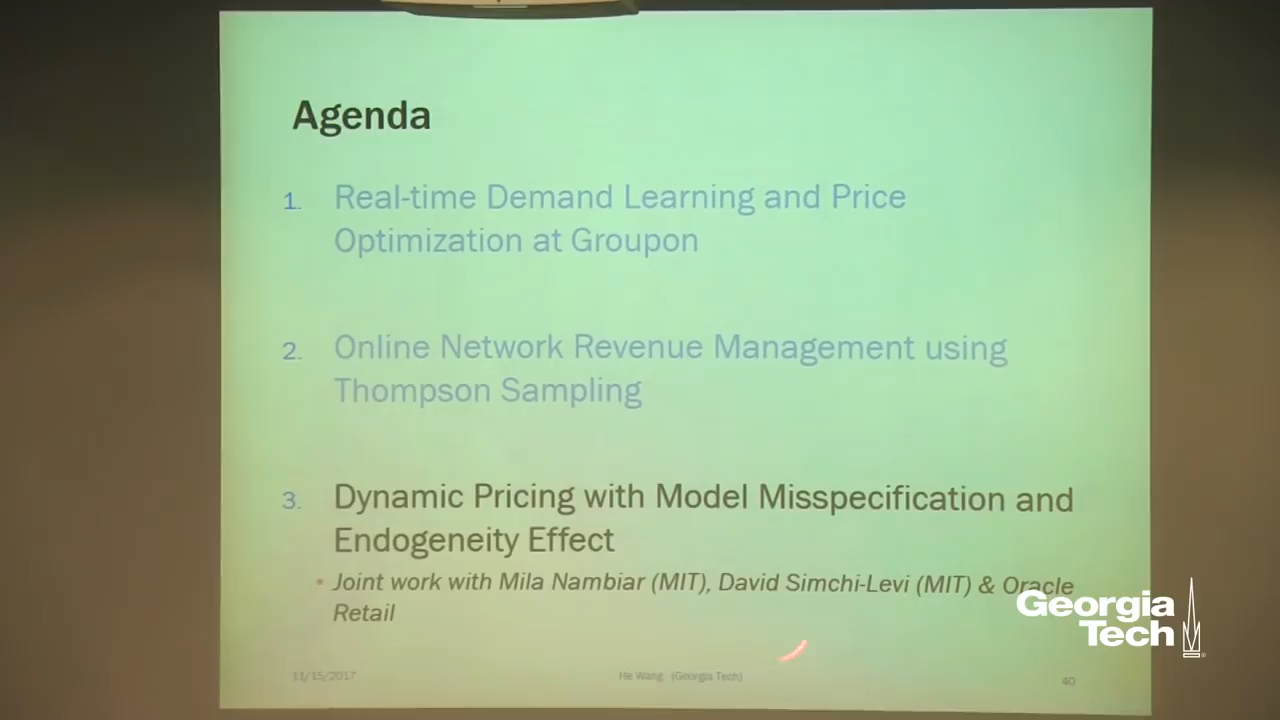 Agenda
1. Real-time Demand Learning and Price
Optimization at Groupon
2. Online Network Revenue Management using
Thompson Sampling
3. Dynamic Pricing with Model Misspecification and
Endogeneity Effect
• Joint work with Mila Nambiar (MIT), David Simchi-Levi (MIT) & Oracle
Retail
Georgia
Tech
11/15/2017
He Wang (Georgia Tech)
40